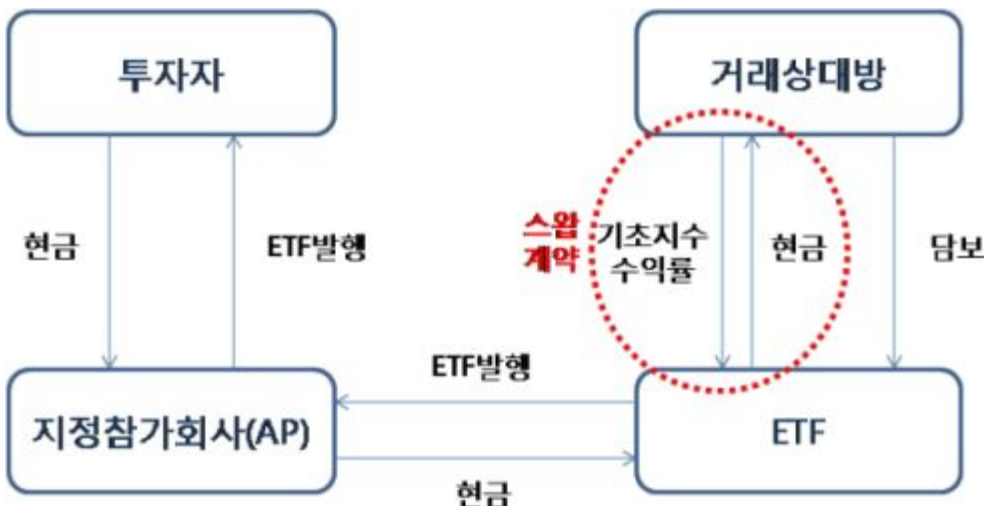 투자자
거래상대방
현금
ETF발행
스왑
계약
기초지수
수익률
현금
담보
ETF발행
지정참가회사(AP)
ETF
현금